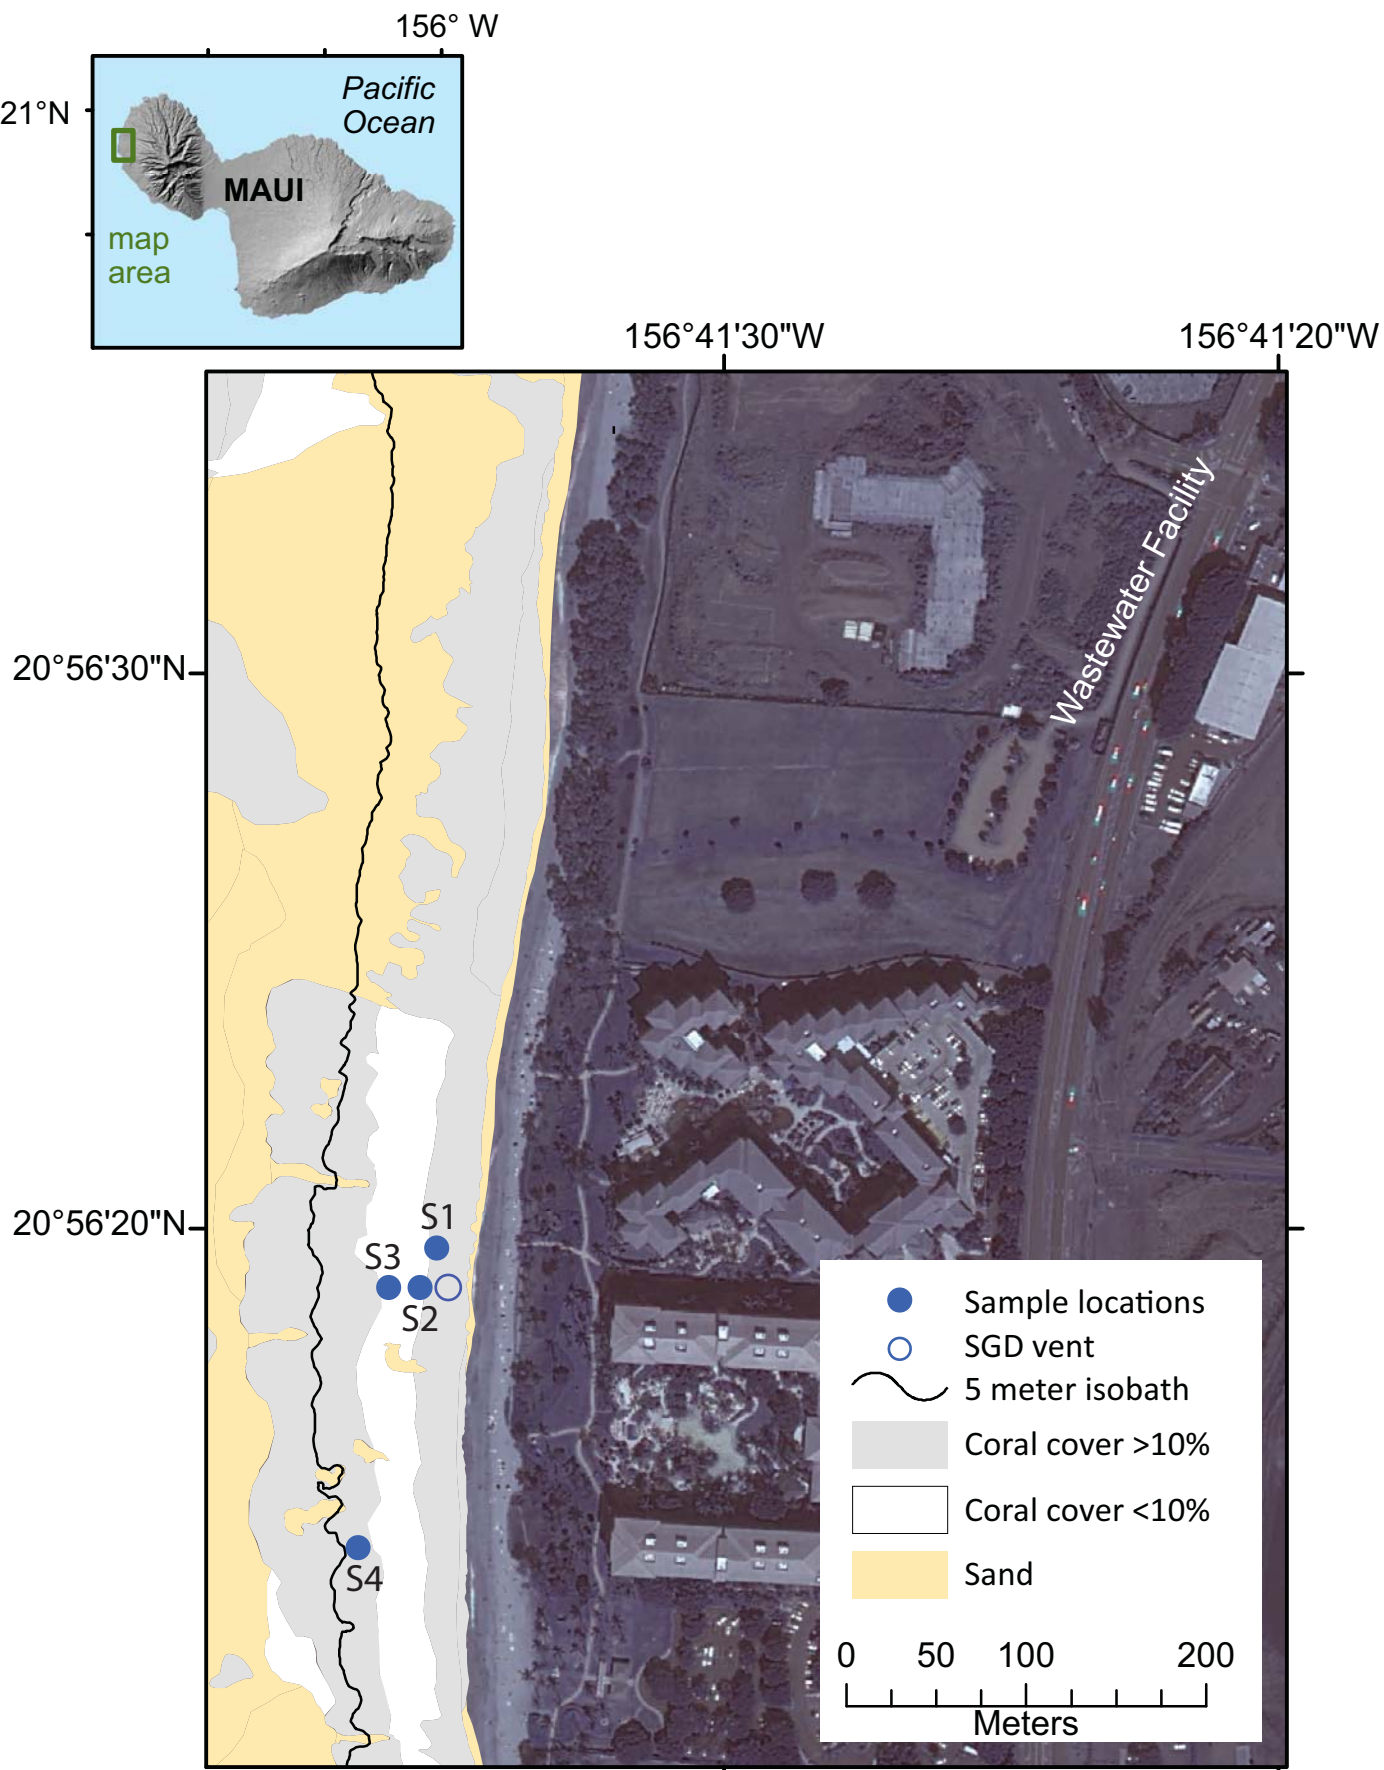 156° W
21°N
Pacific
Ocean
MAUI
map
area
156°41'30"W
156°41'20"W
Wastewater Facility
20°56'30"N
20°56'20"N
S1
S3
S2
S4
Sample locations
SGD vent
5 meter isobath
Coral cover >10%
Coral cover <10%
Sand
0 50 100 200
Meters